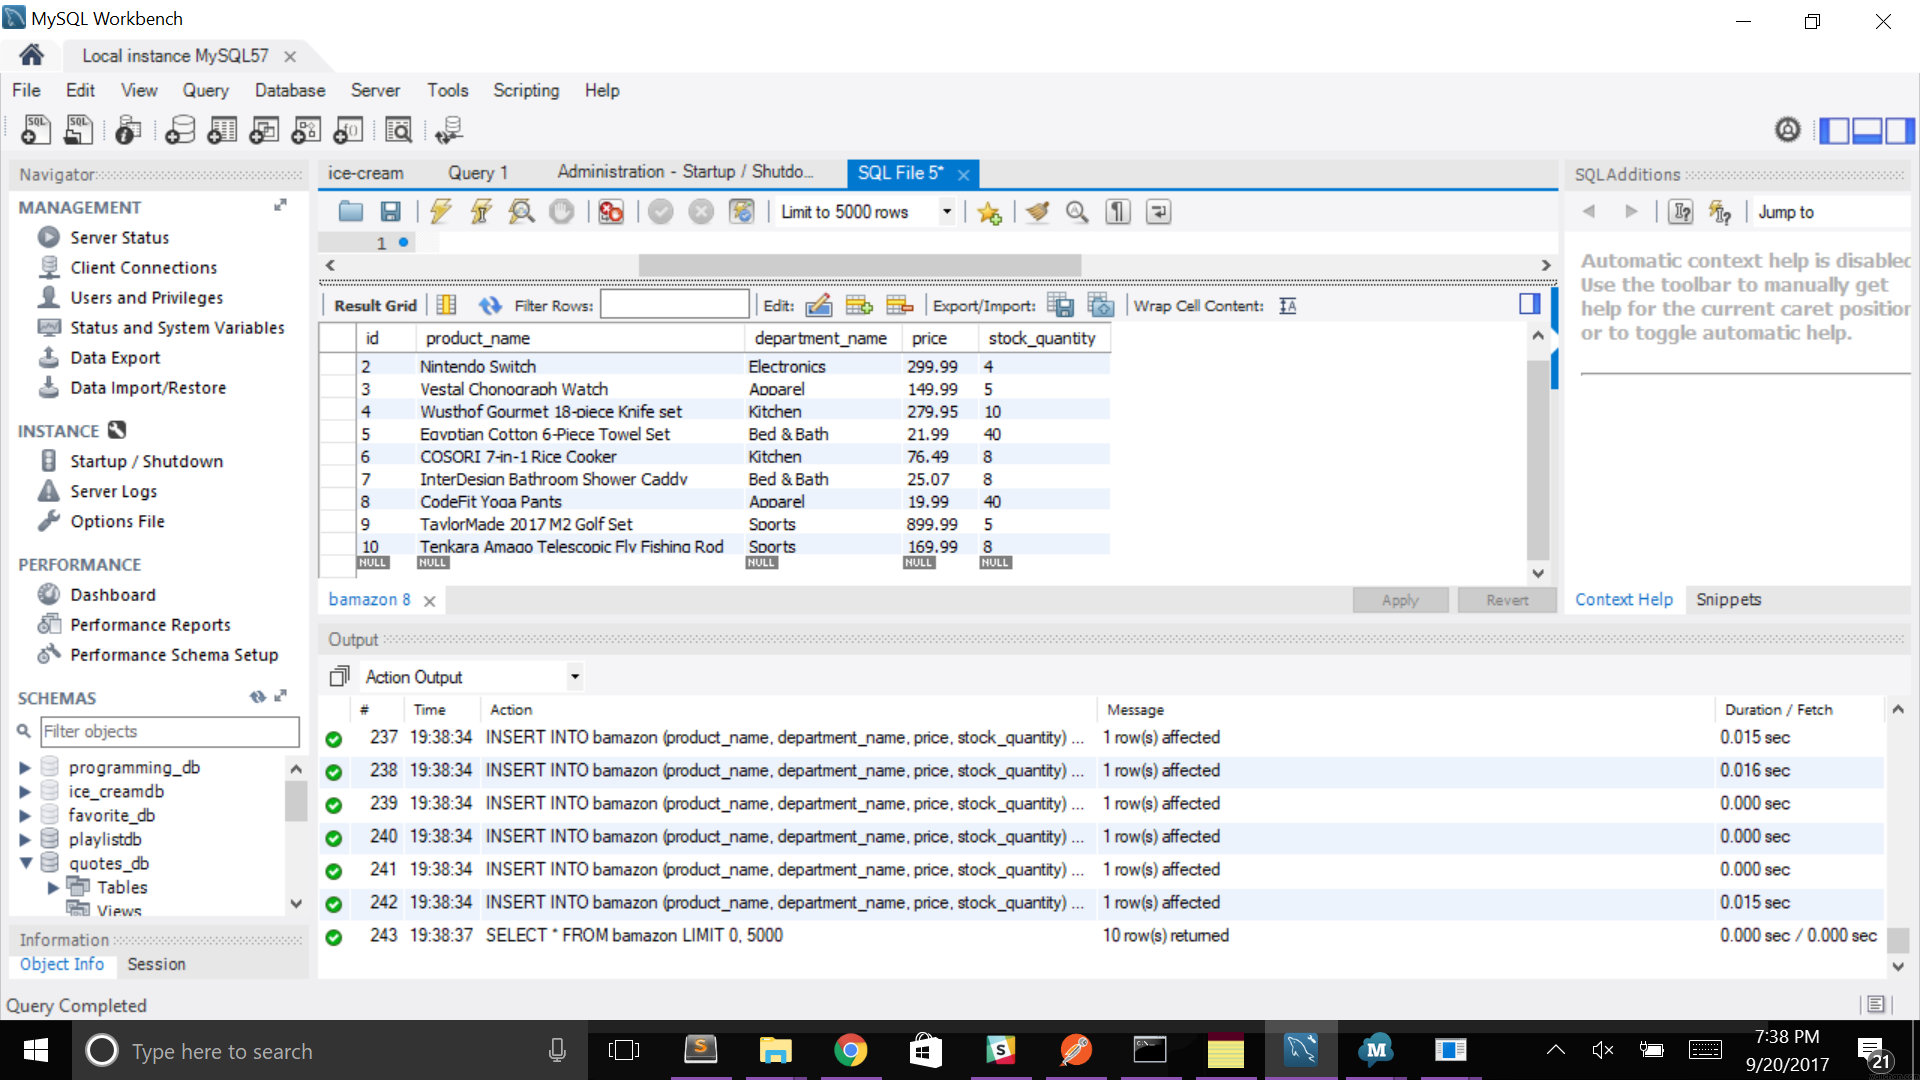 MySQL Workbench
Local instance MySQL57
File Edit View Query Database Server Tools Scripting Help
Navigator
MANAGEMENT
Server Status
Client Connections
Users and Privileges
Status and System Variables
Data Export
Data Import/Restore
INSTANCE
Startup / Shutdown
Server Logs
Options File
PERFORMANCE
Dashboard
Performance Reports
Performance Schema Setup
SCHEMAS
Filter objects
programming_db
ice_creamdb
favorite_db
playlistdb
quotes_db
Tables
Views
Information
Object Info Session
Query Completed
ice-cream Query 1 Administration - Startup / Shutdo... SQL File 5*
Limit to 5000 rows
1
Result Grid Filter Rows: Edit: Export/Import: Wrap Cell Content:
id product_name department_name price stock_quantity
2 Nintendo Switch Electronics 299.99 4
3 Vestal Chonograph Watch Apparel 149.99 5
4 Wusthof Gourmet 18-piece Knife set Kitchen 279.95 10
5 Egyptian Cotton 6-Piece Towel Set Bed & Bath 21.99 40
6 COSORI 7-in-1 Rice Cooker Kitchen 76.49 8
7 InterDesign Bathroom Shower Caddy Bed & Bath 25.07 8
8 CodeFit Yoga Pants Apparel 19.99 40
9 TaylorMade 2017 M2 Golf Set Sports 899.99 5
10 Tenkara Amago Telescopic Fly Fishing Rod Sports 169.99 8
NULL NULL NULL NULL NULL
bamazon 8 Apply Revert
SQLAdditions
Jump to
Automatic context help is disabled
Use the toolbar to manually get
help for the current caret position
or to toggle automatic help.
Context Help Snippets
Output
Action Output
# Time Action Message Duration / Fetch
237 19:38:34 INSERT INTO bamazon (product_name, department_name, price, stock_quantity) ... 1 row(s) affected 0.015 sec
238 19:38:34 INSERT INTO bamazon (product_name, department_name, price, stock_quantity) ... 1 row(s) affected 0.016 sec
239 19:38:34 INSERT INTO bamazon (product_name, department_name, price, stock_quantity) ... 1 row(s) affected 0.000 sec
240 19:38:34 INSERT INTO bamazon (product_name, department_name, price, stock_quantity) ... 1 row(s) affected 0.000 sec
241 19:38:34 INSERT INTO bamazon (product_name, department_name, price, stock_quantity) ... 1 row(s) affected 0.000 sec
242 19:38:34 INSERT INTO bamazon (product_name, department_name, price, stock_quantity) ... 1 row(s) affected 0.015 sec
243 19:38:37 SELECT * FROM bamazon LIMIT 0, 5000 10 row(s) returned 0.000 sec / 0.000 sec
Type here to search
7:38 PM
9/20/2017
21